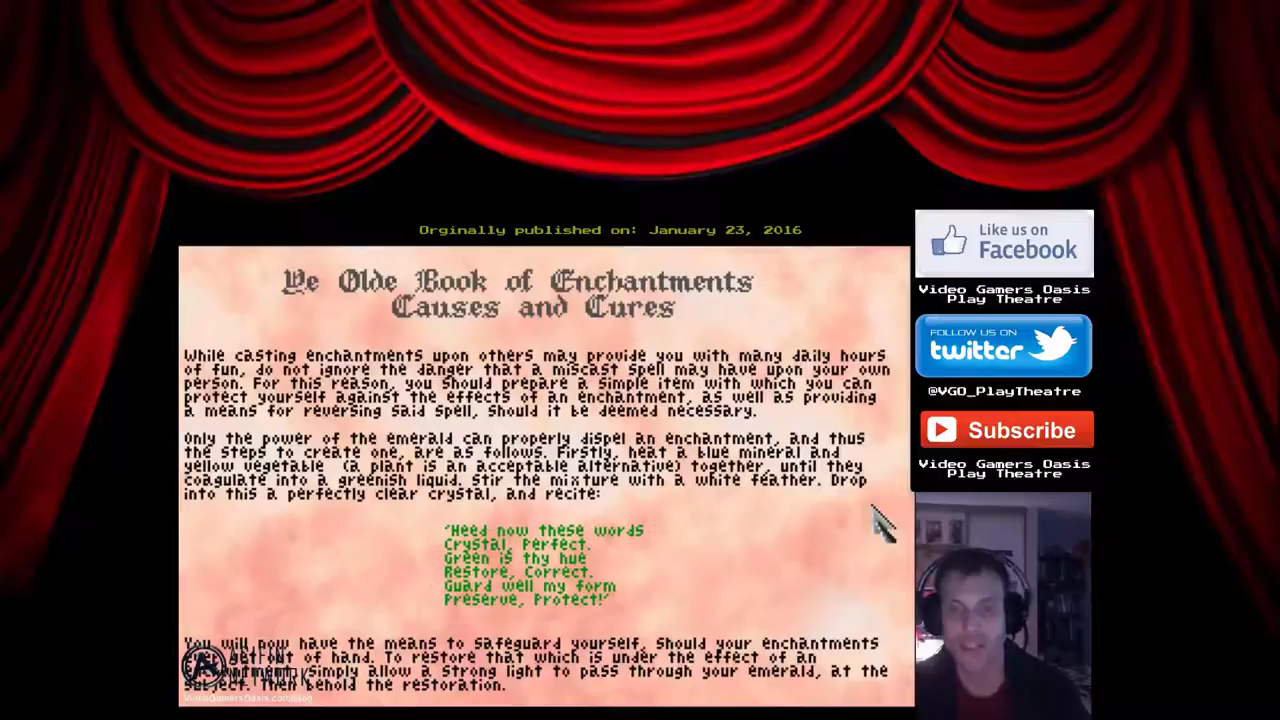 Orginally published on: January 23, 2016
Ye Olde Book of Enchantments
Causes and Cures
While casting enchantments upon others may provide you with many daily hours
of fun, do not ignore the danger that a miscast spell may have upon your own
person. For this reason, you should prepare a simple item with which you can
protect yourself against the effects of an enchantment, as well as providing
a means for reversing said spell, should it be deemed necessary.
Only the power of the emerald can properly dispel an enchantment, and thus
the steps to create one, are as follows. Firstly, heat a blue mineral and
yellow vegetable (a plant is an acceptable alternative) together, until they
coagulate into a greenish liquid. Stir the mixture with a white feather. Drop
into this a perfectly clear crystal, and recite:
"Heed now these words
Crystal, Perfect.
Green is thy hue
Restore, Correct.
Guard well my form
Preserve, Protect!"
You will now have the means to safeguard yourself, should your enchantments
get out of hand. To restore that which is under the effect of an
simply allow a strong light to pass through your emerald, at the
subject. Then behold the restoration.
NETWORK
VideoGamersOasis.com/join
Like us on
Facebook
Video Gamers Oasis
Play Theatre
FOLLOW US ON
twitter
@VGO_PlayTheatre
Subscribe
Video Gamers Oasis
Play Theatre